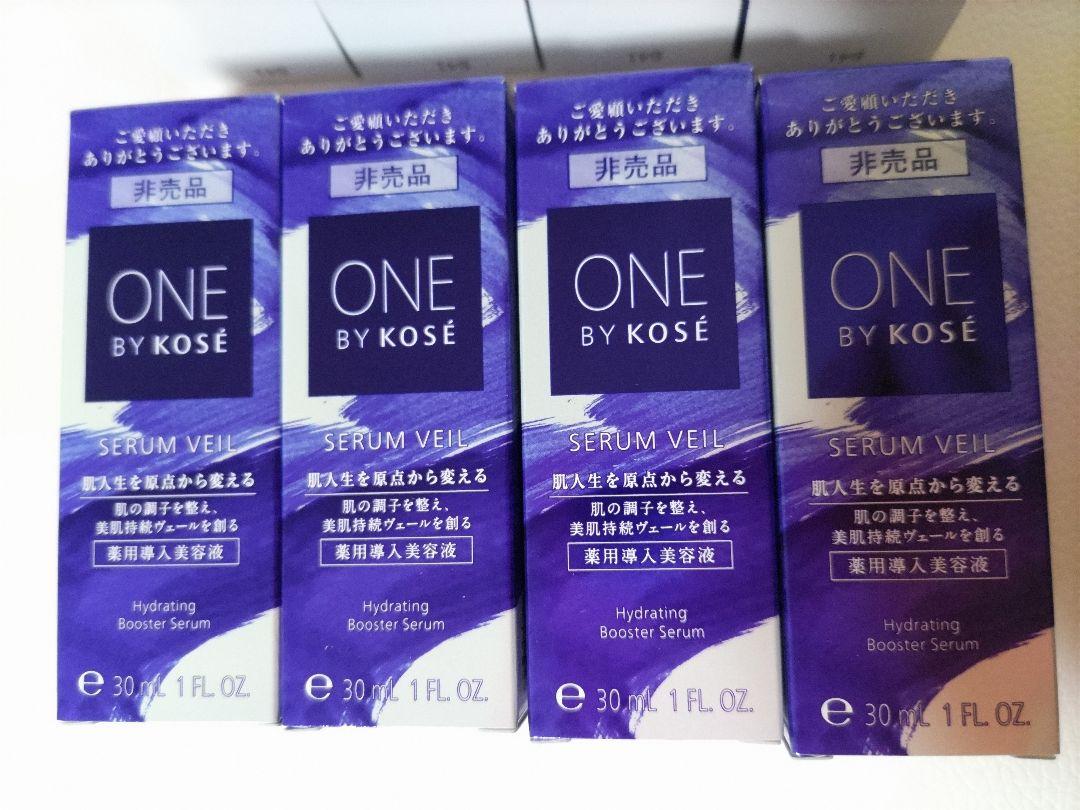 ご愛顧いただき
ありがとうございます。
非売品
ONE
BY KOSÉ
SERUM VEIL
肌人生を原点から変える
肌の調子を整え、
美肌持続ヴェールを創る
薬用導入美容液
Hydrating
Booster Serum
e 30 mL 1 FL. OZ.
ご愛顧いただき
ありがとうございます。
非売品
ONE
BY KOSÉ
SERUM VEIL
肌人生を原点から変える
肌の調子を整え、
美肌持続ヴェールを創る
薬用導入美容液
Hydrating
Booster Serum
e 30 mL 1 FL. OZ.
ご愛顧いただき
ありがとうございます。
非売品
ONE
BY KOSÉ
SERUM VEIL
肌人生を原点から変える
肌の調子を整え、
美肌持続ヴェールを創る
薬用導入美容液
Hydrating
Booster Serum
e 30 mL 1 FL. OZ.
ご愛顧いただき
ありがとうございます。
非売品
ONE
BY KOSÉ
SERUM VEIL
肌人生を原点から変える
肌の調子を整え、
美肌持続ヴェールを創る
薬用導入美容液
Hydrating
Booster Serum
e 30 mL 1 FL. OZ.